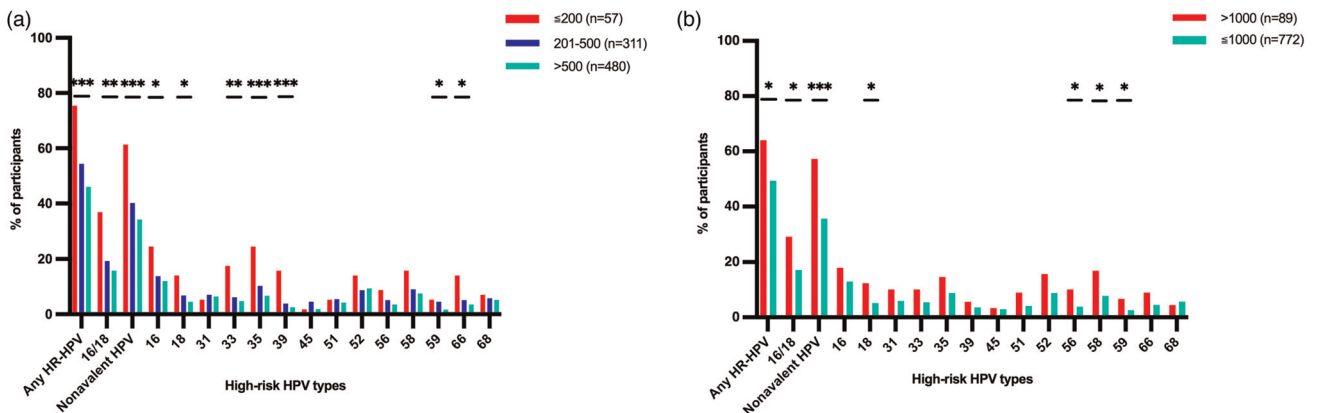 (a)
≤200 (n=57)
201-500 (n=311)
>500 (n=480)
100
80
60
40
20
0
% of participants
*** ** *** * * ** *** *** * *
Any HR-HPV
16/18
Nonavalent HPV
16
18
31
33
35
39
45
51
52
56
58
59
66
68
High-risk HPV types
(b)
>1000 (n=89)
≤1000 (n=772)
100
80
60
40
20
0
% of participants
* * *** * * * *
Any HR-HPV
16/18
Nonavalent HPV
16
18
31
33
35
39
45
51
52
56
58
59
66
68
High-risk HPV types